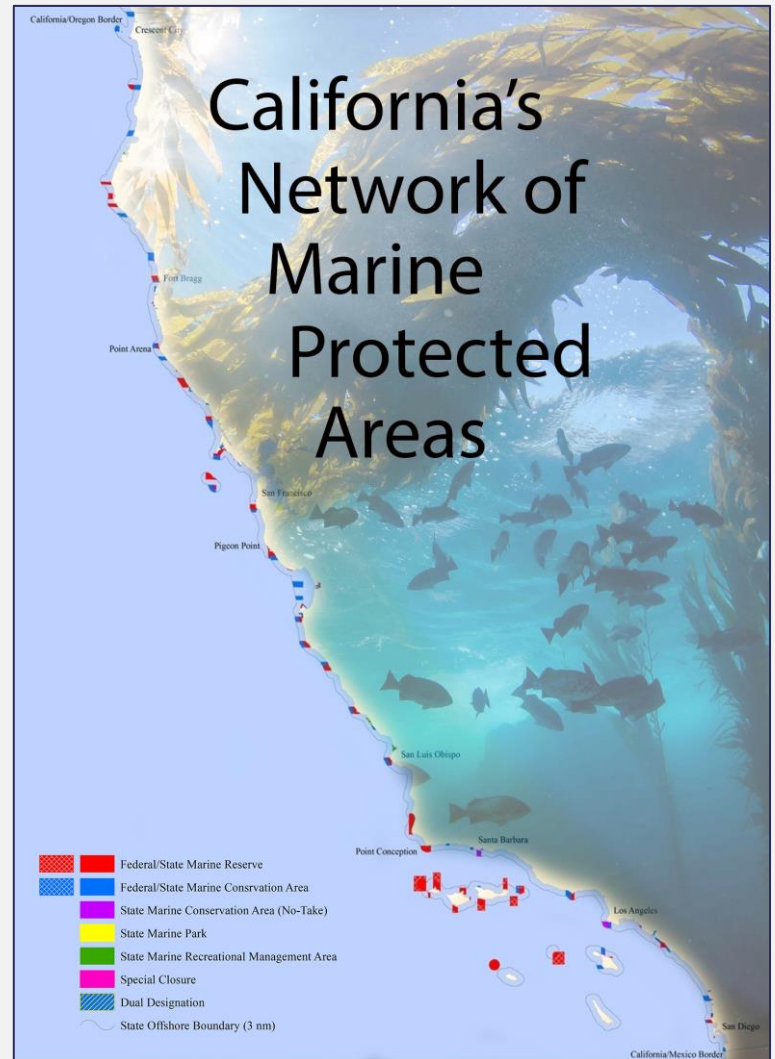 California/Oregon Border
Crescent City
California's
Network of
Marine
Protected
Areas
Fort Bragg
Point Arena
San Francisco
Pigeon Point
San Luis Obispo
Point Conception
Santa Barbara
Los Angeles
San Diego
California/Mexico Border
Federal/State Marine Reserve
Federal/State Marine Consrvation Area
State Marine Conservation Area (No-Take)
State Marine Park
State Marine Recreational Management Area
Special Closure
Dual Designation
State Offshore Boundary (3 nm)